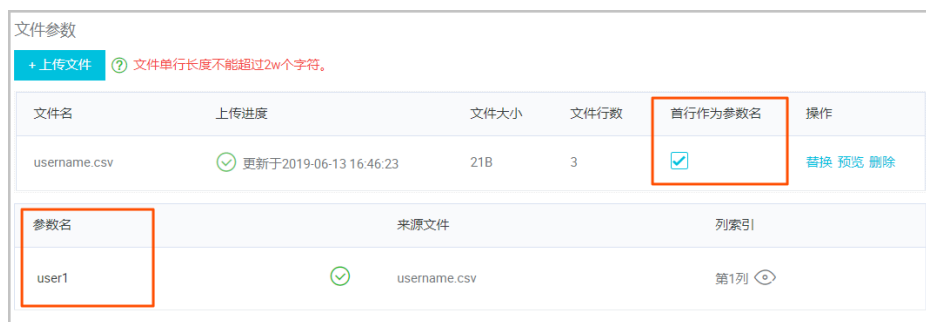 文件参数
+上传文件 ? 文件单行长度不能超过2w个字符。
文件名 上传进度 文件大小 文件行数 首行作为参数名 操作
username.csv 更新于2019-06-13 16:46:23 21B 3 替换 预览 删除
参数名 来源文件 列索引
user1 username.csv 第1列